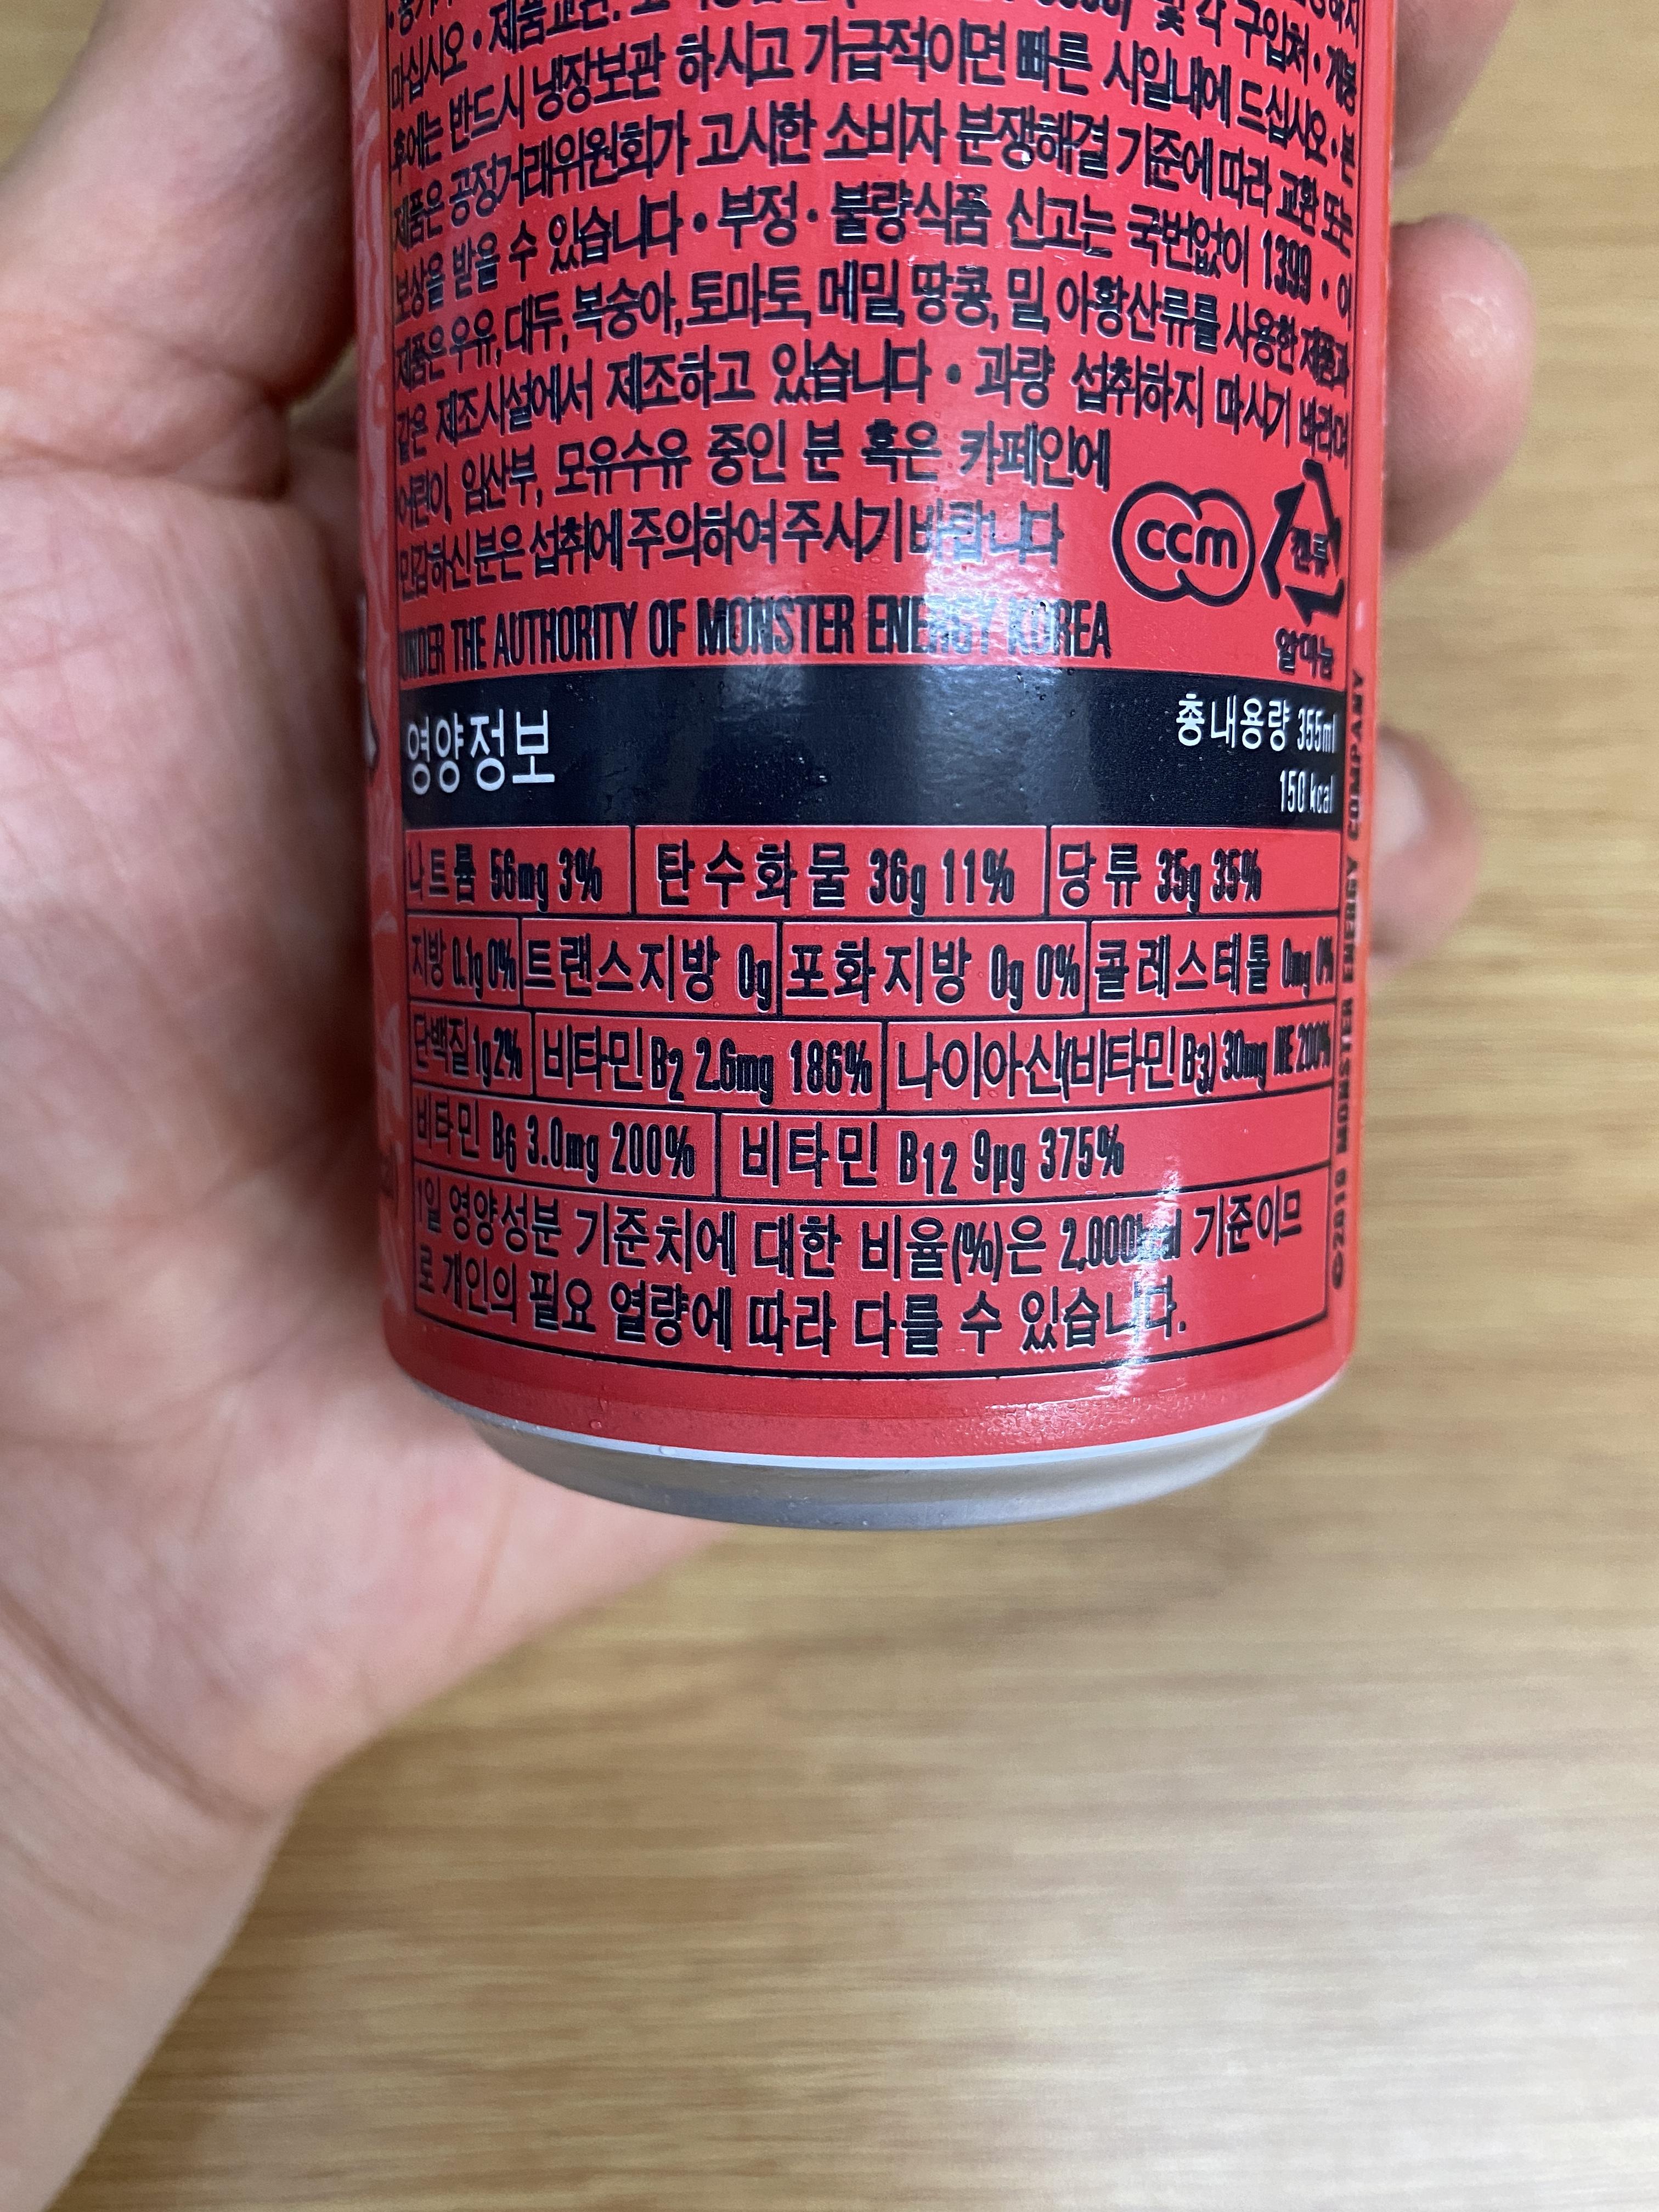 마십시오 • 제품교환: 및 각 구입처 • 개봉
후에는 반드시 냉장보관 하시고 가급적이면 빠른 시일내에 드십시오 • 본
제품은 공정거래위원회가 고시한 소비자 분쟁해결 기준에 따라 교환 또는
보상을 받을 수 있습니다 • 부정 · 불량식품 신고는 국번없이 1399 • 이
제품은 우유, 대두, 복숭아, 토마토, 메밀, 땅콩, 밀, 아황산류를 사용한 제품과
같은 제조시설에서 제조하고 있습니다 • 과량 섭취하지 마시기 바라며
어린이, 임산부, 모유수유 중인 분 혹은 카페인에
민감하신분은 섭취에 주의하여 주시기 바랍니다
ccm
캔류
알미늄
UNDER THE AUTHORITY OF MONSTER ENERGY KOREA
영양정보
총 내용량 355ml
150 kcal
나트륨 56mg 3% 탄수화물 36g 11% 당류 35g 35%
지방 0.1g 0% 트랜스지방 0g 포화지방 0g 0% 콜레스테롤 0mg 0%
단백질 1g 2% 비타민 B2 2.6mg 186% 나이아신(비타민 B3) 30mg NE 200%
비타민 B6 3.0mg 200% 비타민 B12 9μg 375%
1일 영양성분 기준치에 대한 비율(%)은 2,000kcal 기준이므
로 개인의 필요 열량에 따라 다를 수 있습니다.
©2018 MONSTER ENERGY COMPANY